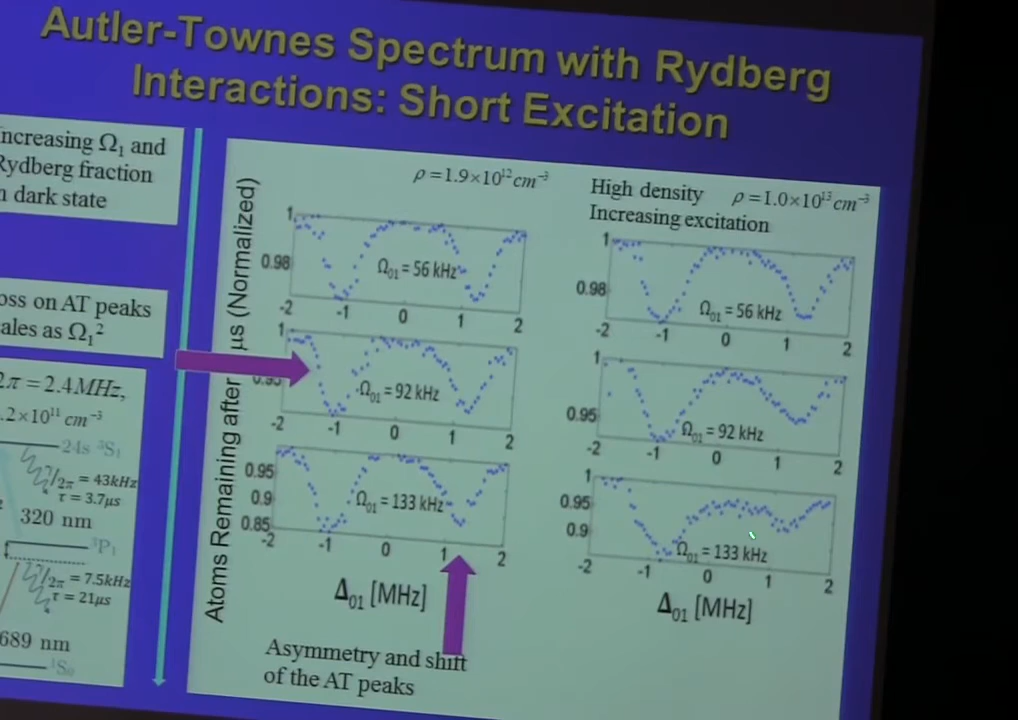 Autler-Townes Spectrum with Rydberg
Interactions: Short Excitation
ncreasing Ω₁ and
Rydberg fraction
n dark state
oss on AT peaks
ales as Ω₁²
2π = 2.4MHz,
.2×10¹¹ cm⁻³
24s ³S₁
γ/2π = 43kHz
τ = 3.7μs
320 nm
³P₁
γ/2π = 7.5kHz
τ = 21μs
689 nm
¹S₀
Atoms Remaining after
μs (Normalized)
ρ=1.9×10¹²cm⁻³
1
0.98
Ω₀₁ = 56 kHz
-2 -1 0 1 2
1
0.95
Ω₀₁ = 92 kHz
-2 -1 0 1 2
0.95
0.9
0.85
Ω₀₁ = 133 kHz
-2 -1 0 1 2
Δ₀₁ [MHz]
Asymmetry and shift
of the AT peaks
High density ρ=1.0×10¹³cm⁻³
Increasing excitation
1
0.98
Ω₀₁ = 56 kHz
-2 -1 0 1 2
1
0.95
Ω₀₁ = 92 kHz
-2 -1 0 1 2
1
0.95
0.9
Ω₀₁ = 133 kHz
-2 -1 0 1 2
Δ₀₁ [MHz]